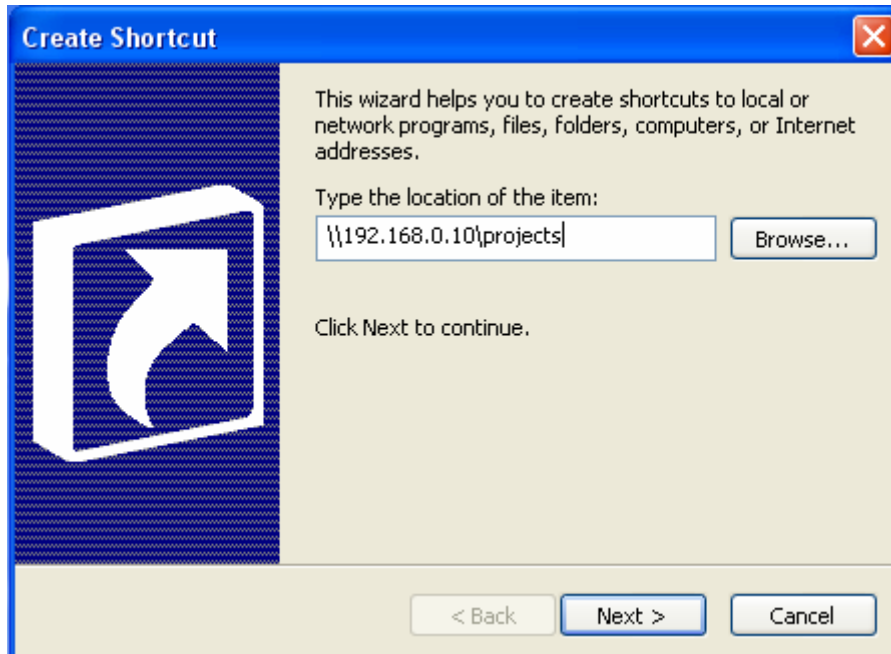 Create Shortcut
This wizard helps you to create shortcuts to local or
network programs, files, folders, computers, or Internet
addresses.
Type the location of the item:
\\192.168.0.10\projects
Browse...
Click Next to continue.
< Back
Next >
Cancel